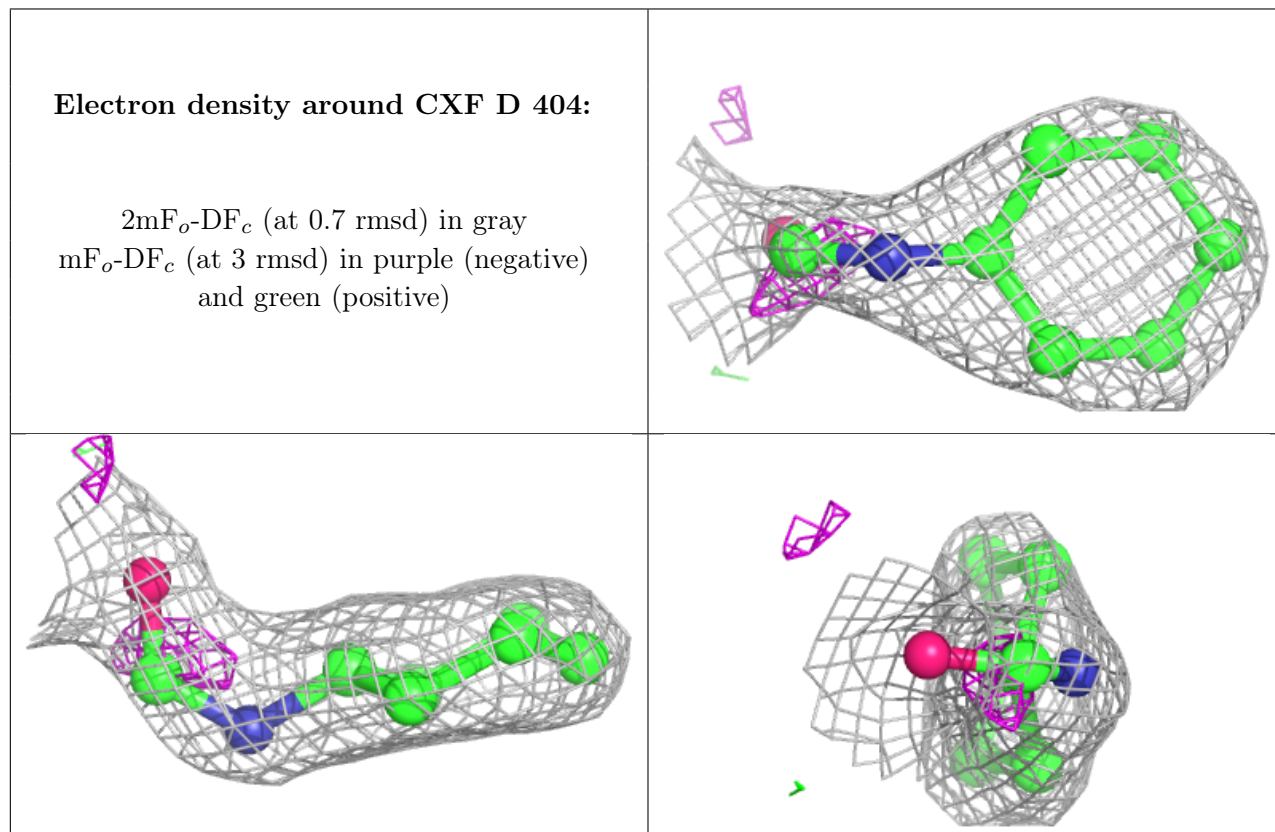 Electron density around CXF D 404:
2mFo-DFc (at 0.7 rmsd) in gray
mFo-DFc (at 3 rmsd) in purple (negative)
and green (positive)